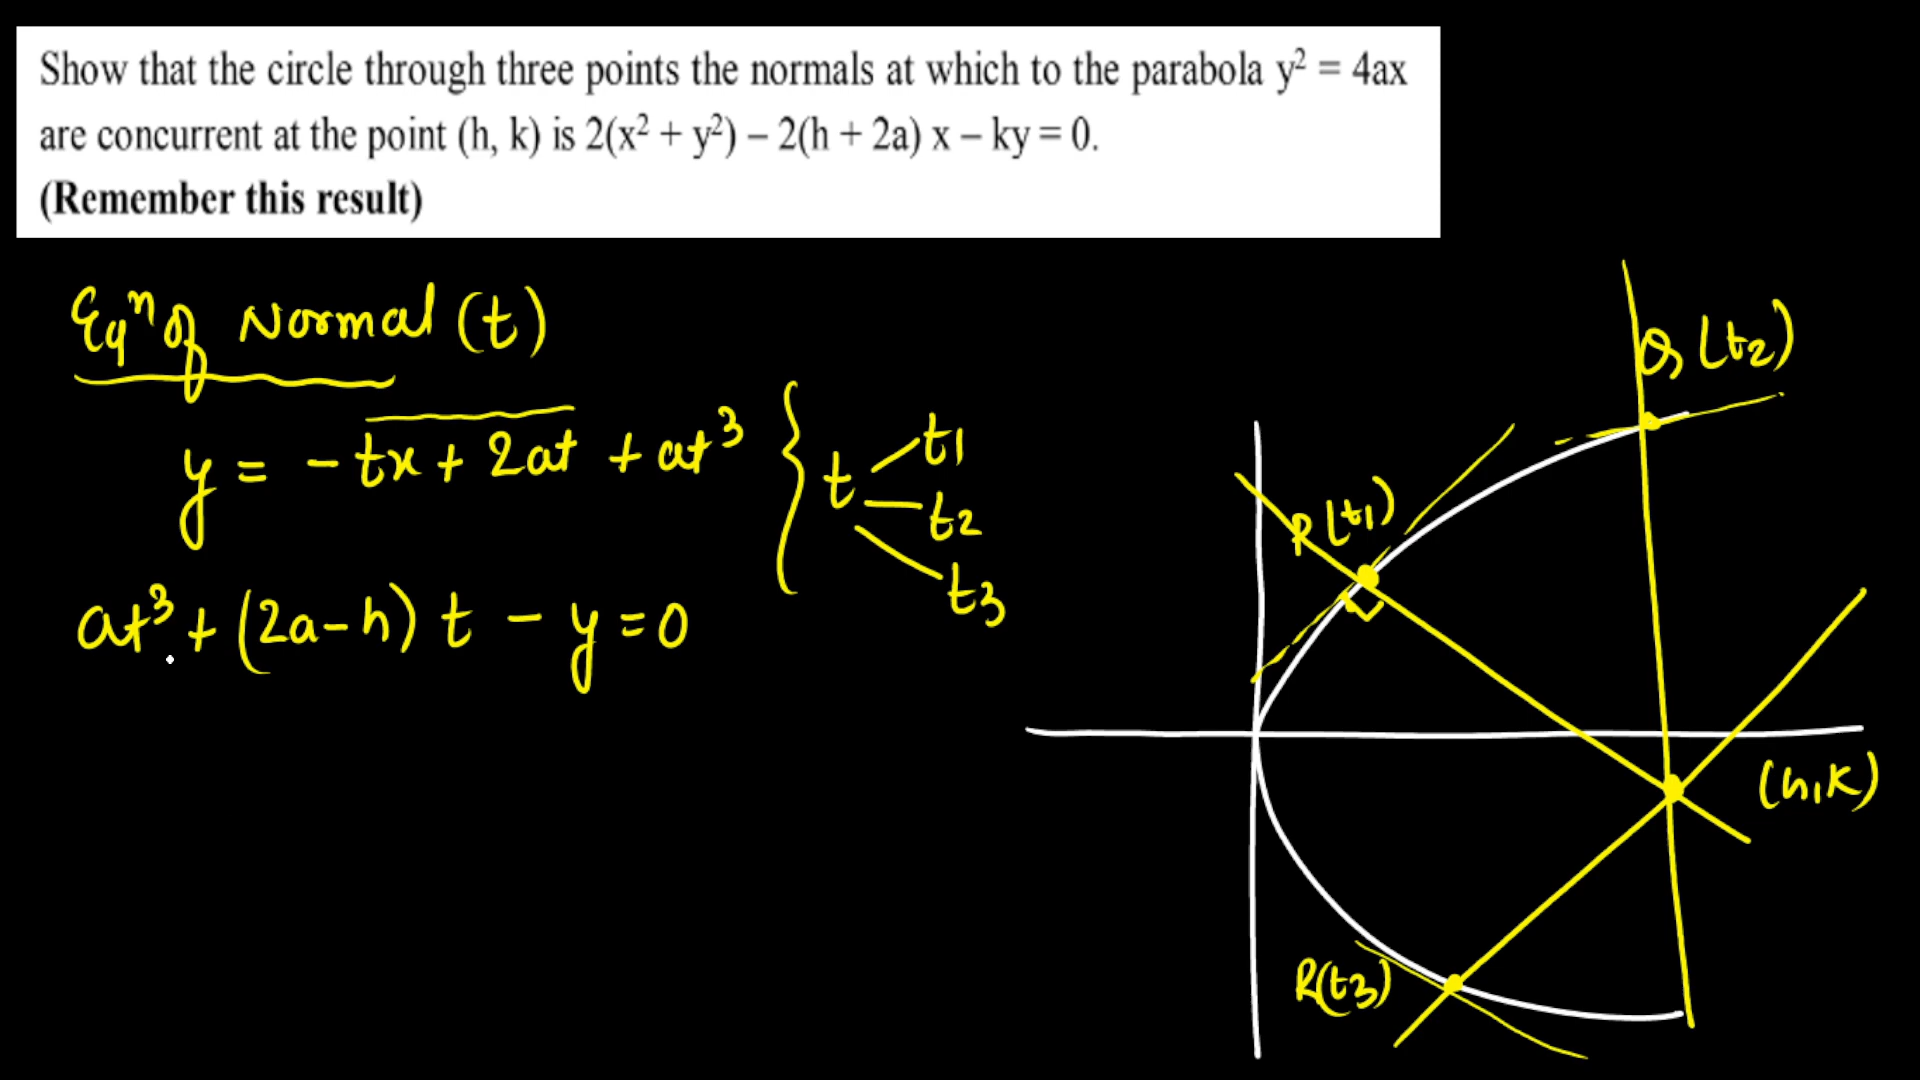 Show that the circle through three points the normals at which to the parabola y² = 4ax
are concurrent at the point (h, k) is 2(x² + y²) – 2(h + 2a) x – ky = 0.
(Remember this result)
Eqⁿ of Normal (t)
y = -tx + 2at + at³ { t t1 t2 t3
at³ + (2a-h) t - y = 0
Q (t2)
P (t1)
(h,k)
R(t3)